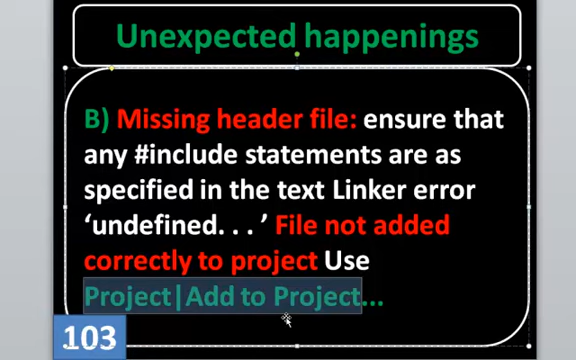 Unexpected happenings
B) Missing header file: ensure that
any #include statements are as
specified in the text Linker error
‘undefined. . . ’ File not added
correctly to project Use
Project|Add to Project...
103